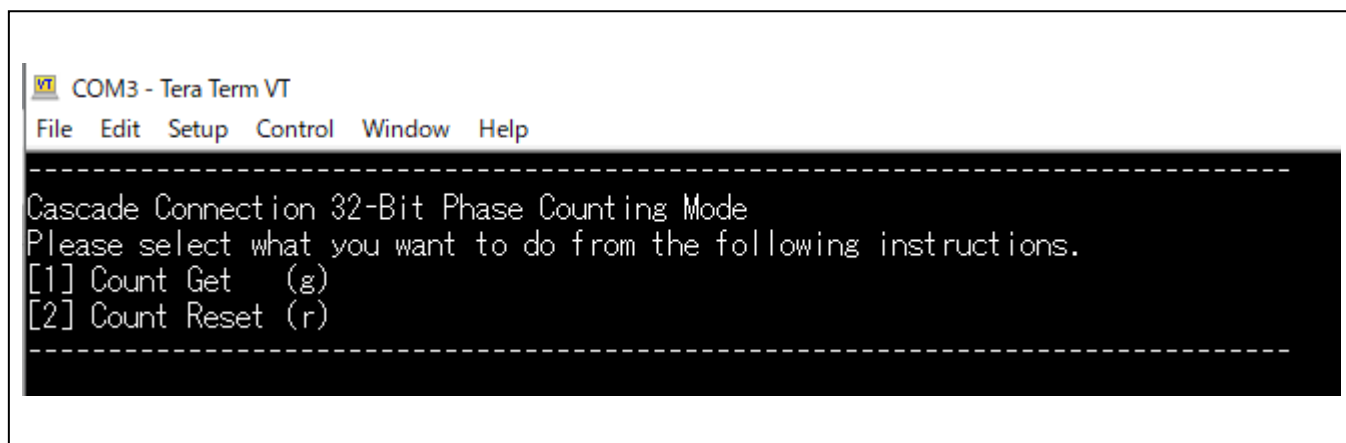 VT COM3 - Tera Term VT
File Edit Setup Control Window Help
-------------------------------------------------------------------------------
Cascade Connection 32-Bit Phase Counting Mode
Please select what you want to do from the following instructions.
[1] Count Get   (g)
[2] Count Reset (r)
-------------------------------------------------------------------------------